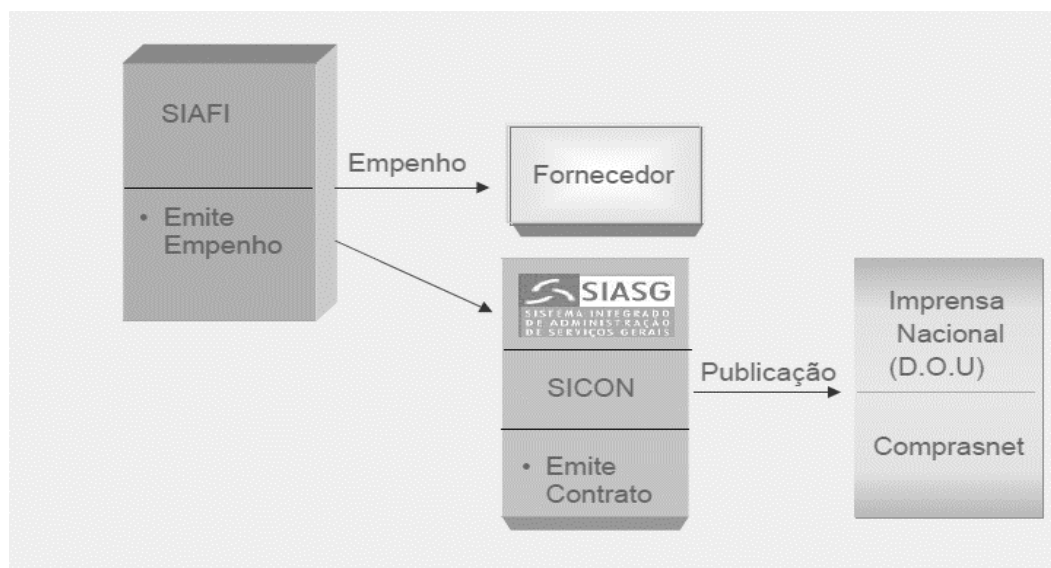 SIAFI
• Emite
Empenho
Empenho
Fornecedor
SIASG
SISTEMA INTEGRADO
DE ADMINISTRAÇÃO
DE SERVIÇOS GERAIS
SICON
• Emite
Contrato
Publicação
Imprensa
Nacional
(D.O.U)
Comprasnet